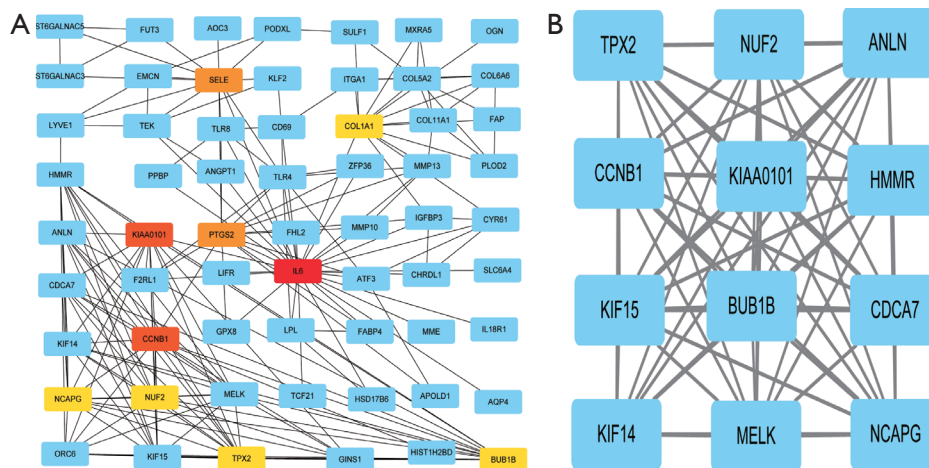 A
B
ST6GALNAC5
FUT3
AOC3
PODXL
SULF1
MXRA5
OGN
ST6GALNAC3
EMCN
SELE
KLF2
ITGA1
COL5A2
COL6A6
LYVE1
TEK
TLR8
CD69
COL1A1
COL11A1
FAP
HMMR
PPBP
ANGPT1
TLR4
ZFP36
MMP13
PLOD2
ANLN
KIAA0101
PTGS2
FHL2
MMP10
IGFBP3
CYR61
CDCA7
F2RL1
LIFR
IL6
ATF3
CHRDL1
SLC6A4
KIF14
CCNB1
GPX8
LPL
FABP4
MME
IL18R1
NCAPG
NUF2
MELK
TCF21
HSD17B6
APOLD1
AQP4
ORC6
KIF15
TPX2
GINS1
HIST1H2BD
BUB1B
TPX2
NUF2
ANLN
CCNB1
KIAA0101
HMMR
KIF15
BUB1B
CDCA7
KIF14
MELK
NCAPG